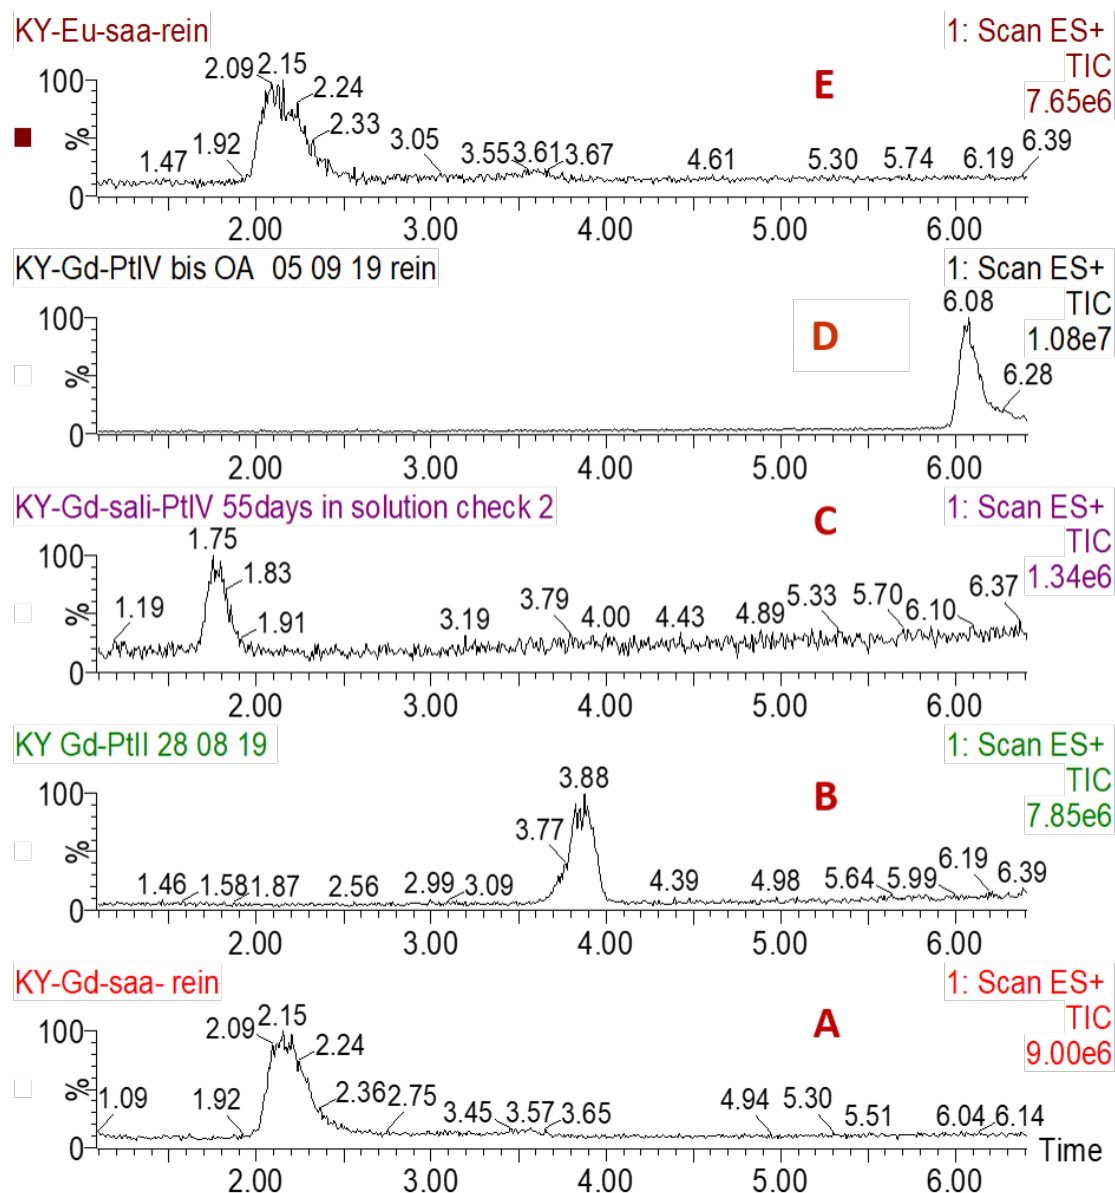 KY-Eu-saa-rein
1: Scan ES+
TIC
7.65e6
E
100
%
0
1.47
1.92
2.09
2.15
2.24
2.33
3.05
3.55
3.61
3.67
4.61
5.30
5.74
6.19
6.39
2.00 3.00 4.00 5.00 6.00
KY-Gd-PtIV bis OA 05 09 19 rein
1: Scan ES+
TIC
1.08e7
D
100
%
0
6.08
6.28
2.00 3.00 4.00 5.00 6.00
KY-Gd-sali-PtIV 55days in solution check 2
1: Scan ES+
TIC
1.34e6
C
100
%
0
1.19
1.75
1.83
1.91
3.19
3.79
4.00
4.43
4.89
5.33
5.70
6.10
6.37
2.00 3.00 4.00 5.00 6.00
KY Gd-PtII 28 08 19
1: Scan ES+
TIC
7.85e6
B
100
%
0
1.46
1.58
1.87
2.56
2.99
3.09
3.77
3.88
4.39
4.98
5.64
5.99
6.19
6.39
2.00 3.00 4.00 5.00 6.00
KY-Gd-saa- rein
1: Scan ES+
TIC
9.00e6
A
100
%
0
1.09
1.92
2.09
2.15
2.24
2.36
2.75
3.45
3.57
3.65
4.94
5.30
5.51
6.04
6.14
Time
2.00 3.00 4.00 5.00 6.00